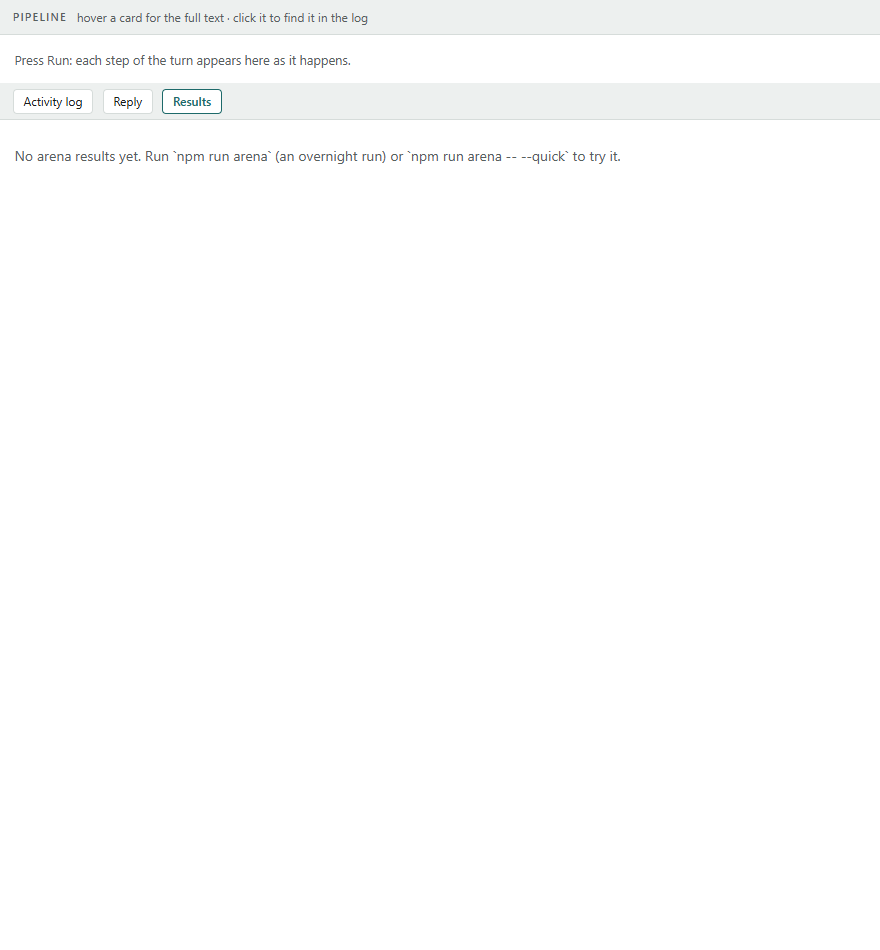 PIPELINE hover a card for the full text · click it to find it in the log
Press Run: each step of the turn appears here as it happens.
Activity log Reply Results
No arena results yet. Run `npm run arena` (an overnight run) or `npm run arena -- --quick` to try it.